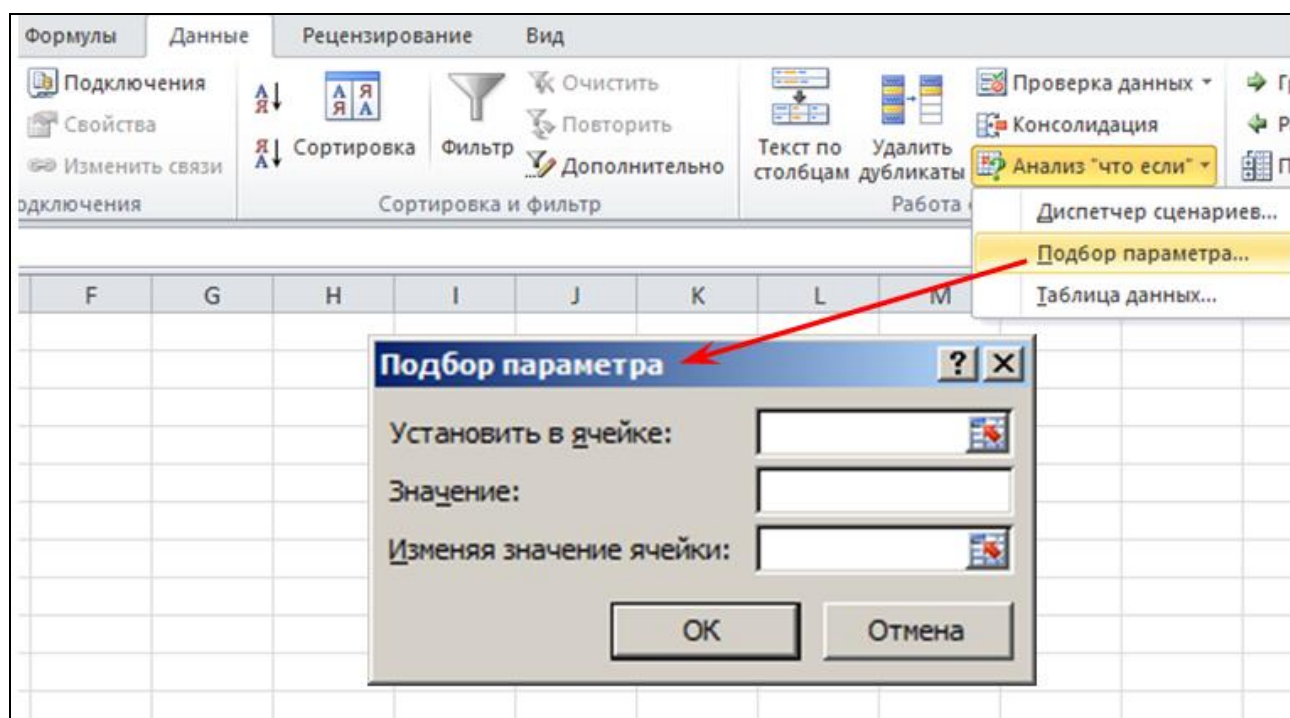 Формулы Данные Рецензирование Вид
Подключения
Свойства
Изменить связи
А
Я
Я
А
А Я
Я А
Сортировка
Фильтр
Очистить
Повторить
Дополнительно
Текст по
столбцам
Удалить
дубликаты
Проверка данных
Консолидация
Анализ "что если"
Сортировка и фильтр
Работа
Диспетчер сценариев...
Подбор параметра...
Таблица данных...
F G H I J K L M
Подбор параметра
Установить в ячейке:
Значение:
Изменяя значение ячейки:
ОК Отмена